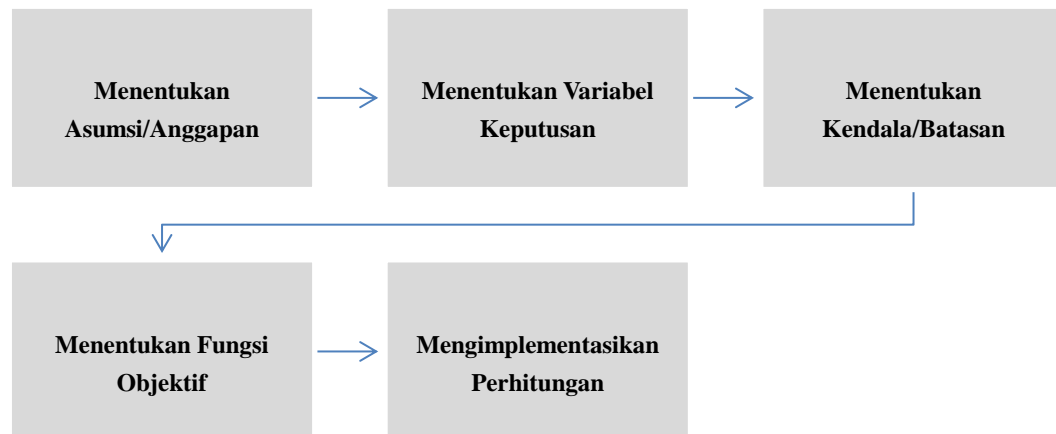 Menentukan
Asumsi/Anggapan
Menentukan Variabel
Keputusan
Menentukan
Kendala/Batasan
Menentukan Fungsi
Objektif
Mengimplementasikan
Perhitungan